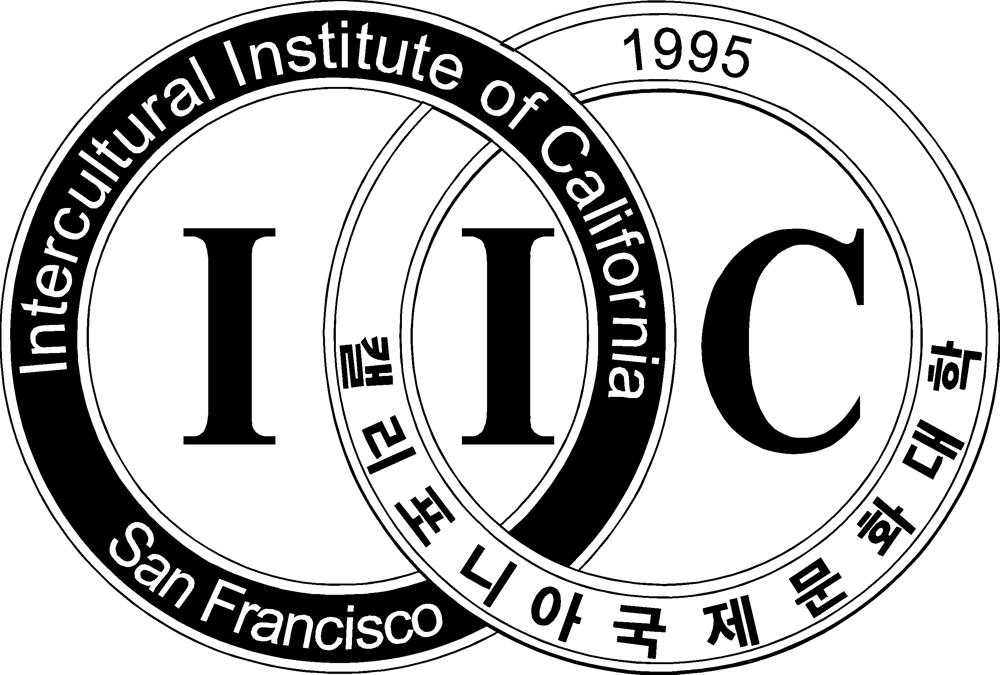 Intercultural Institute of California
1995
I I C
San Francisco
캘리포니아국제문화대학